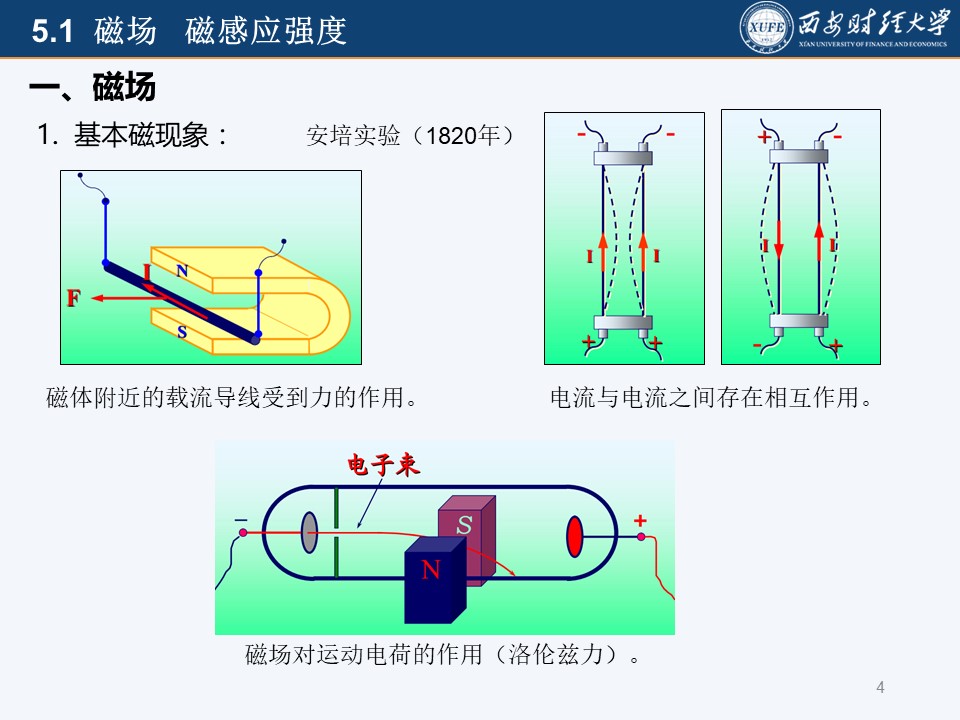 5.1 磁场 磁感应强度
XUFE
西安财经大学
XI'AN UNIVERSITY OF FINANCE AND ECONOMICS
一、磁场
1. 基本磁现象： 安培实验（1820年）
I N
F
S
- -
I I
+ +
+ -
I I
- +
磁体附近的载流导线受到力的作用。
电流与电流之间存在相互作用。
电子束
− +
S
N
磁场对运动电荷的作用（洛伦兹力）。
4